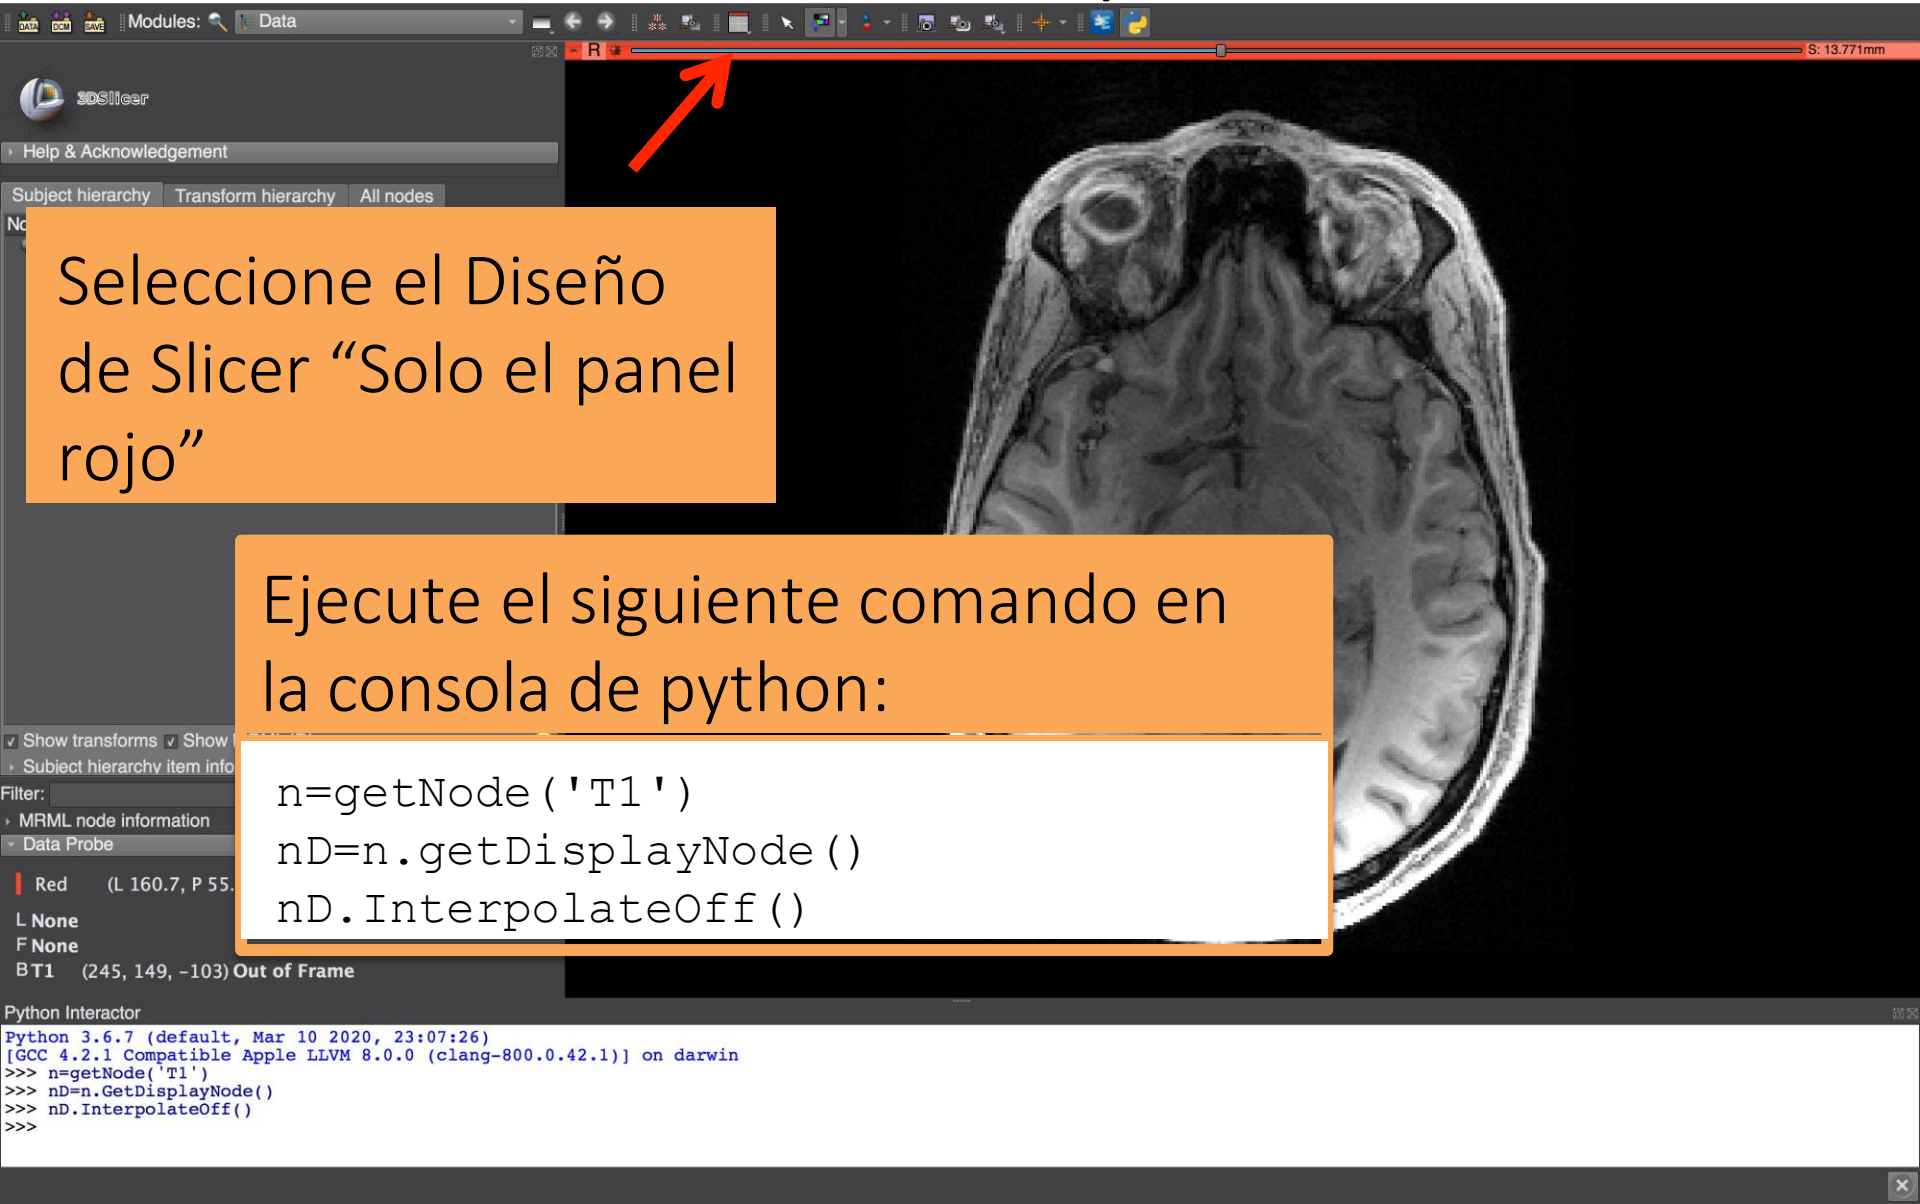 DATA DCM SAVE Modules: Data
R S: 13.771mm
3DSlicer
Help & Acknowledgement
Subject hierarchy Transform hierarchy All nodes
Seleccione el Diseño
de Slicer “Solo el panel
rojo”
Ejecute el siguiente comando en
la consola de python:
n=getNode('T1')
nD=n.getDisplayNode()
nD.InterpolateOff()
Show transforms Show
Subject hierarchy item info
Filter:
MRML node information
Data Probe
Red (L 160.7, P 55.
L None
F None
B T1 (245, 149, -103) Out of Frame
Python Interactor
Python 3.6.7 (default, Mar 10 2020, 23:07:26)
[GCC 4.2.1 Compatible Apple LLVM 8.0.0 (clang-800.0.42.1)] on darwin
>>> n=getNode('T1')
>>> nD=n.GetDisplayNode()
>>> nD.InterpolateOff()
>>>